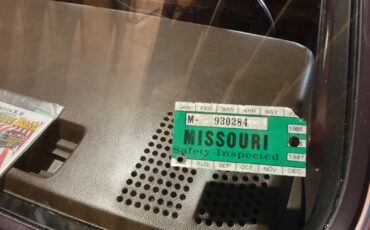 JAN FEB MAR APR MAY
M- 930284
1985
MISSOURI
Safety Inspected
1987
AUG SEP OCT NOV DEC